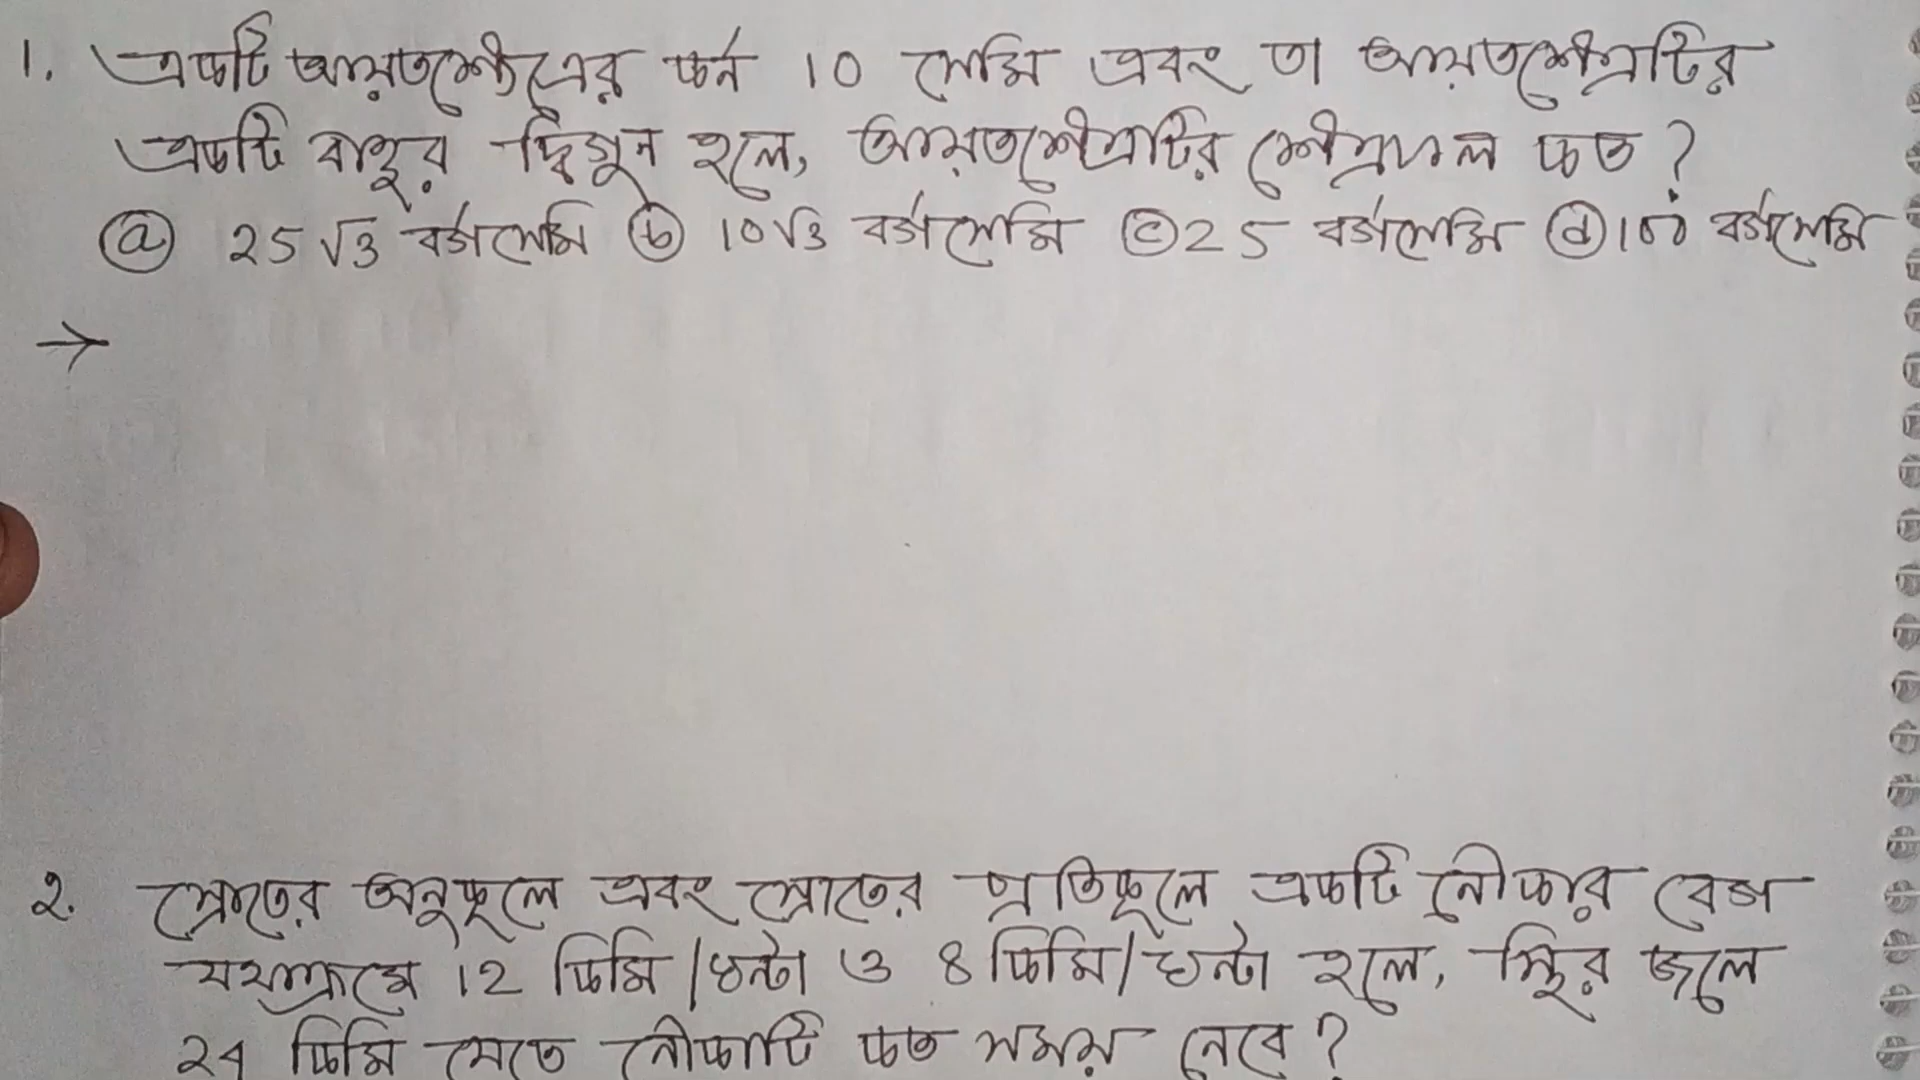 1. একটি আয়তক্ষেত্রের কর্ন 10 সেমি এবং তা আয়তক্ষেত্রটির
একটি বাহুর দ্বিগুন হলে, আয়তক্ষেত্রটির ক্ষেত্রফল কত?
ⓐ 25√3 বর্গসেমি ⓑ 10√3 বর্গসেমি ⓒ 25 বর্গসেমি ⓓ 100 বর্গসেমি
→
২. স্রোতের অনুকূলে এবং স্রোতের প্রতিকূলে একটি নৌকার বেগ
যথাক্রমে 12 কিমি/ঘন্টা ও 8 কিমি/ঘন্টা হলে, স্থির জলে
24 কিমি যেতে নৌকাটি কত সময় নেবে?